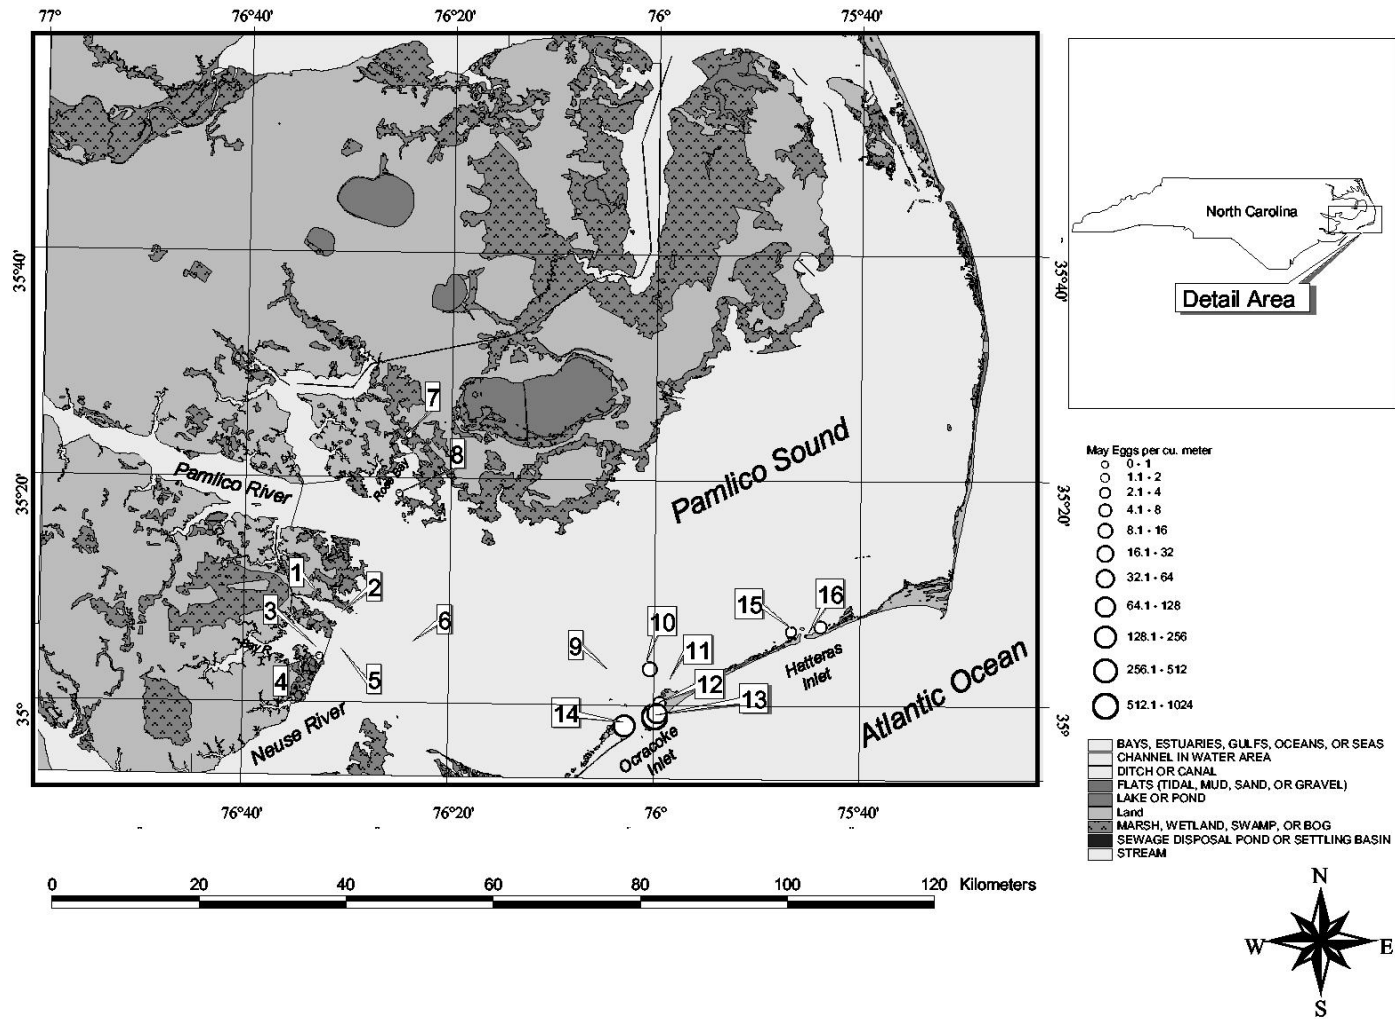 77° 76°40' 76°20' 76° 75°40'
35°40'
35°20'
35°
35°40'
35°20'
35°
7
8
Rose Bay
Pamlico River
Pamlico Sound
1
2
3
6
Bay R.
4
5
Neuse River
9
10
11
12
13
14
15
16
Hatteras
Inlet
Ocracoke
Inlet
Atlantic Ocean
76°40' 76°20' 76° 75°40'
0 20 40 60 80 100 120 Kilometers
North Carolina
Detail Area
May Eggs per cu. meter
0 - 1
1.1 - 2
2.1 - 4
4.1 - 8
8.1 - 16
16.1 - 32
32.1 - 64
64.1 - 128
128.1 - 256
256.1 - 512
512.1 - 1024
BAYS, ESTUARIES, GULFS, OCEANS, OR SEAS
CHANNEL IN WATER AREA
DITCH OR CANAL
FLATS (TIDAL, MUD, SAND, OR GRAVEL)
LAKE OR POND
Land
MARSH, WETLAND, SWAMP, OR BOG
SEWAGE DISPOSAL POND OR SETTLING BASIN
STREAM
N
W E
S